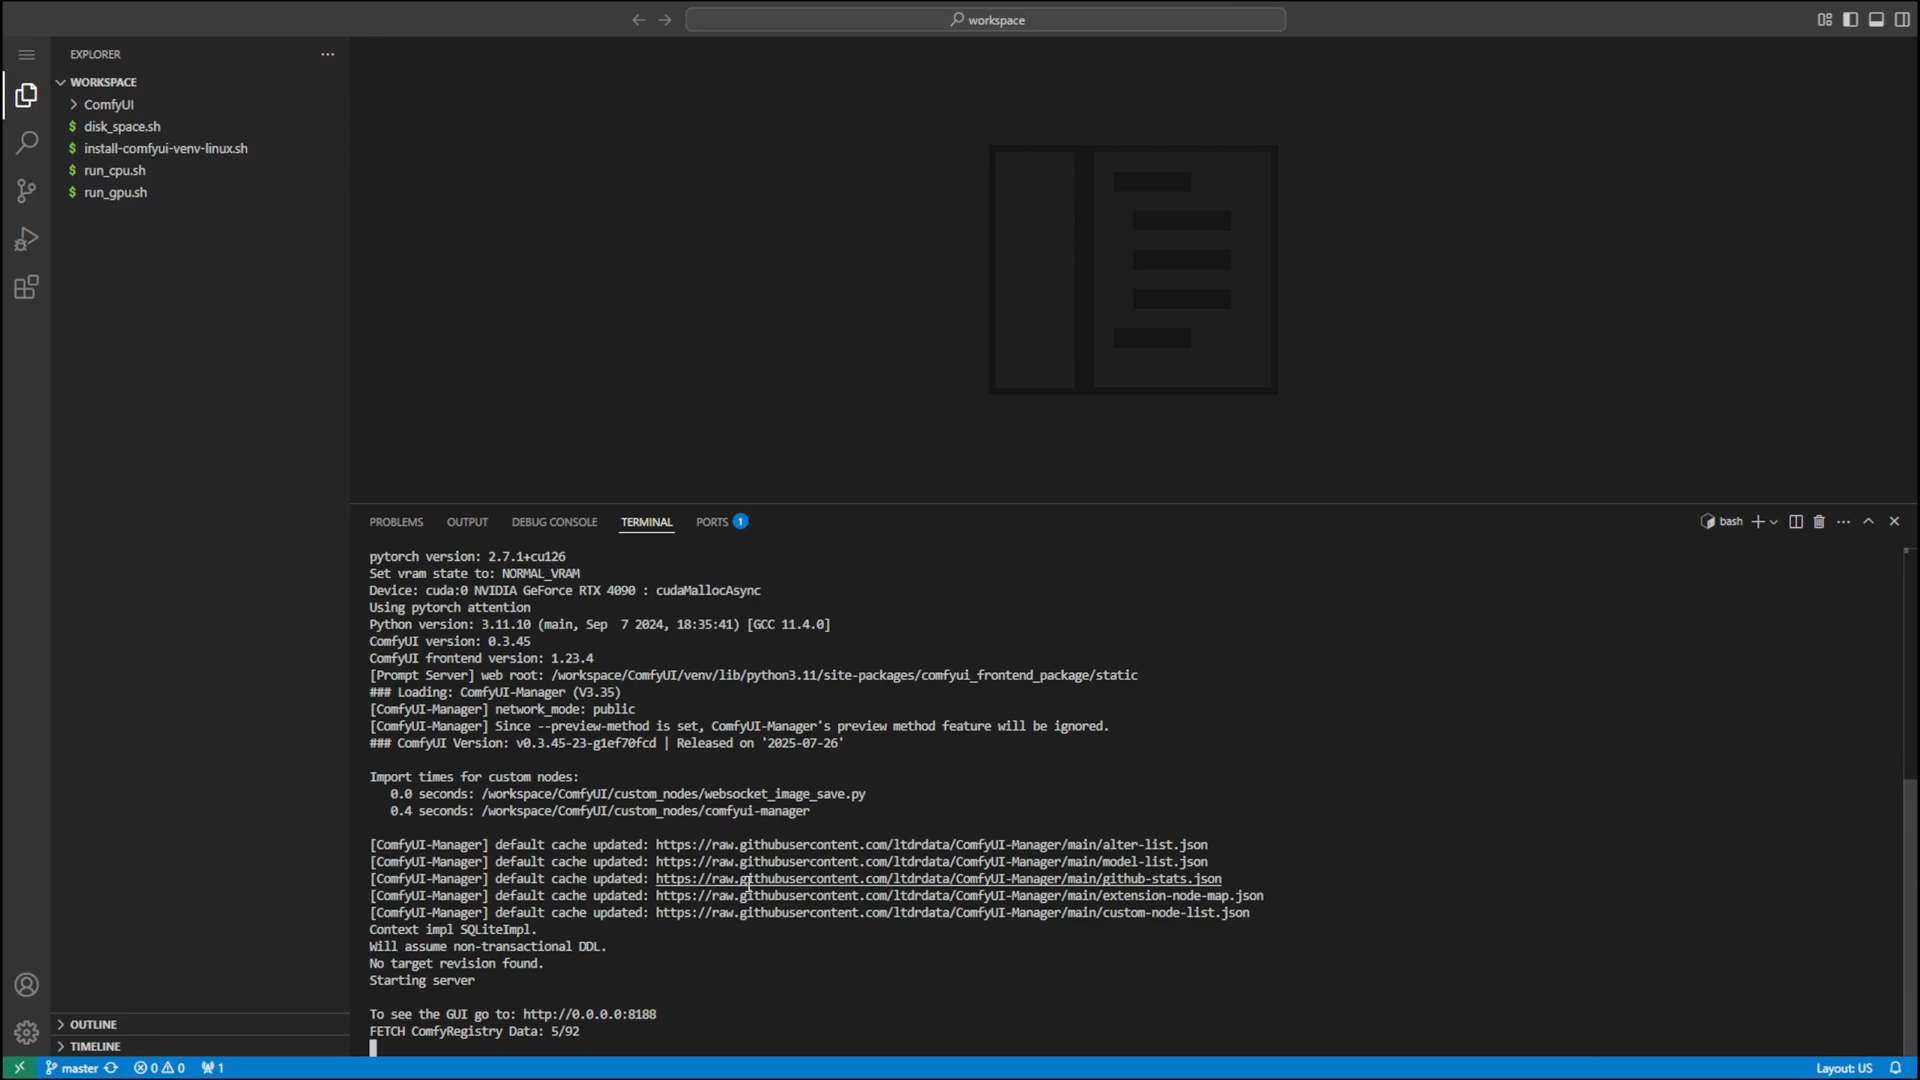 workspace
EXPLORER
WORKSPACE
ComfyUI
$ disk_space.sh
$ install-comfyui-venv-linux.sh
$ run_cpu.sh
$ run_gpu.sh
PROBLEMS OUTPUT DEBUG CONSOLE TERMINAL PORTS 1
bash
pytorch version: 2.7.1+cu126
Set vram state to: NORMAL_VRAM
Device: cuda:0 NVIDIA GeForce RTX 4090 : cudaMallocAsync
Using pytorch attention
Python version: 3.11.10 (main, Sep  7 2024, 18:35:41) [GCC 11.4.0]
ComfyUI version: 0.3.45
ComfyUI frontend version: 1.23.4
[Prompt Server] web root: /workspace/ComfyUI/venv/lib/python3.11/site-packages/comfyui_frontend_package/static
### Loading: ComfyUI-Manager (V3.35)
[ComfyUI-Manager] network_mode: public
[ComfyUI-Manager] Since --preview-method is set, ComfyUI-Manager's preview method feature will be ignored.
### ComfyUI Version: v0.3.45-23-g1ef70fcd | Released on '2025-07-26'
Import times for custom nodes:
0.0 seconds: /workspace/ComfyUI/custom_nodes/websocket_image_save.py
0.4 seconds: /workspace/ComfyUI/custom_nodes/comfyui-manager
[ComfyUI-Manager] default cache updated: https://raw.githubusercontent.com/ltdrdata/ComfyUI-Manager/main/alter-list.json
[ComfyUI-Manager] default cache updated: https://raw.githubusercontent.com/ltdrdata/ComfyUI-Manager/main/model-list.json
[ComfyUI-Manager] default cache updated: https://raw.githubusercontent.com/ltdrdata/ComfyUI-Manager/main/github-stats.json
[ComfyUI-Manager] default cache updated: https://raw.githubusercontent.com/ltdrdata/ComfyUI-Manager/main/extension-node-map.json
[ComfyUI-Manager] default cache updated: https://raw.githubusercontent.com/ltdrdata/ComfyUI-Manager/main/custom-node-list.json
Context impl SQLiteImpl.
Will assume non-transactional DDL.
No target revision found.
Starting server
To see the GUI go to: http://0.0.0.0:8188
FETCH ComfyRegistry Data: 5/92
OUTLINE
TIMELINE
master 0 0 1
Layout: US